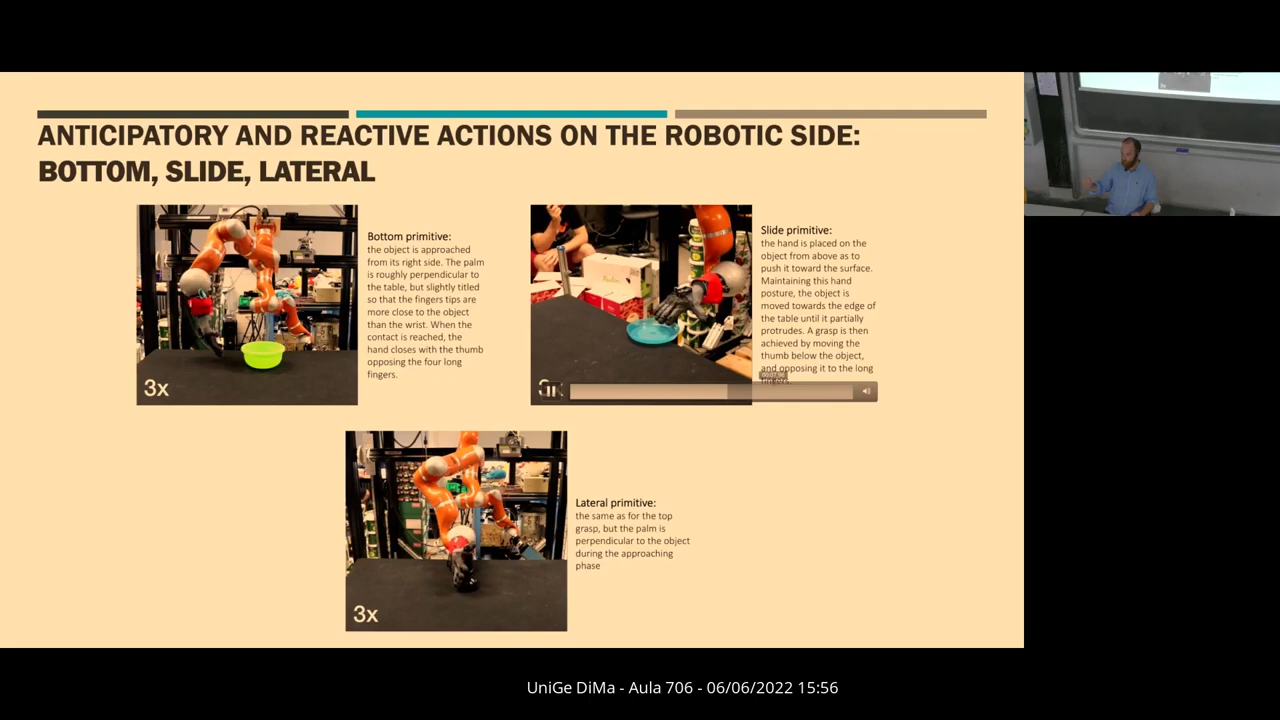 ANTICIPATORY AND REACTIVE ACTIONS ON THE ROBOTIC SIDE:
BOTTOM, SLIDE, LATERAL
Bottom primitive:
the object is approached
from its right side. The palm
is roughly perpendicular to
the table, but slightly titled
so that the fingers tips are
more close to the object
than the wrist. When the
contact is reached, the
hand closes with the thumb
opposing the four long
fingers.
3x
Slide primitive:
the hand is placed on the
object from above as to
push it toward the surface.
Maintaining this hand
posture, the object is
moved towards the edge of
the table until it partially
protrudes. A grasp is then
achieved by moving the
thumb below the object,
and opposing it to the long
fingers.
Lateral primitive:
the same as for the top
grasp, but the palm is
perpendicular to the object
during the approaching
phase
3x
UniGe DiMa - Aula 706 - 06/06/2022 15:56